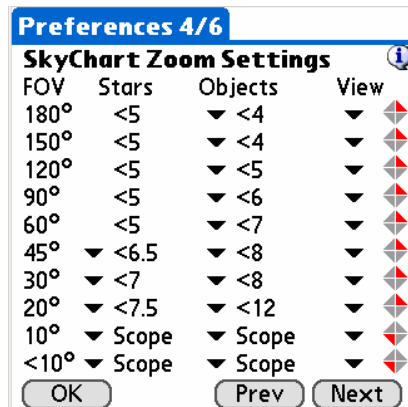 Preferences 4/6
SkyChart Zoom Settings i
FOV Stars Objects View
180° <5 <4
150° <5 <4
120° <5 <5
90° <5 <6
60° <5 <7
45° <6.5 <8
30° <7 <8
20° <7.5 <12
10° Scope Scope
<10° Scope Scope
OK Prev Next